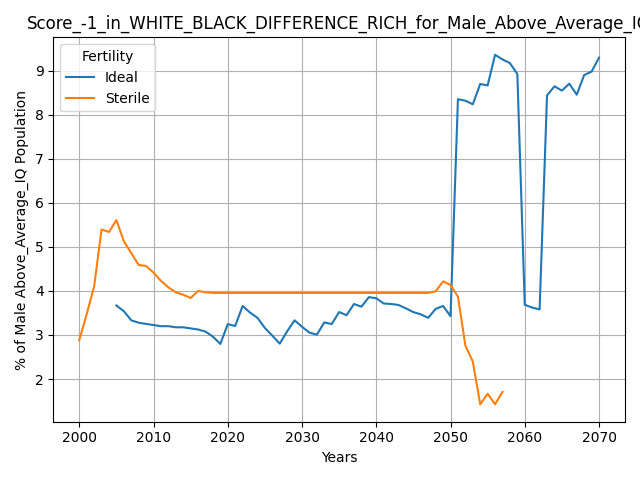 Score_-1_in_WHITE_BLACK_DIFFERENCE_RICH_for_Male_Above_Average_IQ
Fertility
Ideal
Sterile
% of Male Above_Average_IQ Population
9
8
7
6
5
4
3
2
2000 2010 2020 2030 2040 2050 2060 2070
Years